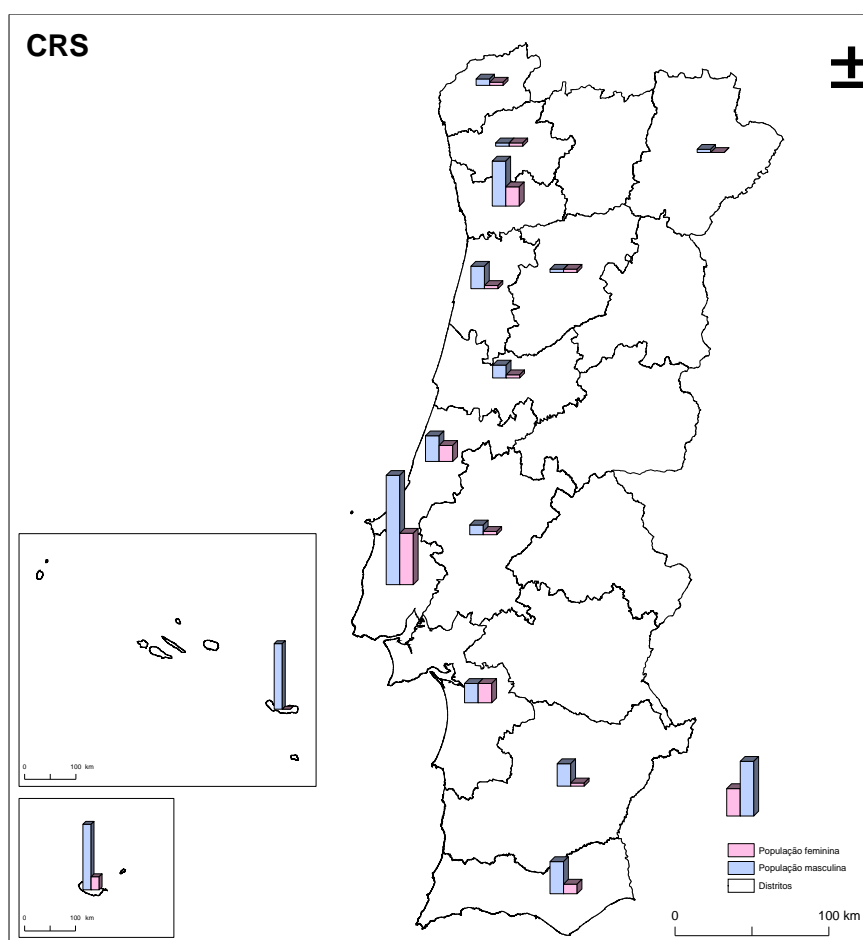 CRS
±
0 100 km
0 100 km
População feminina
População masculina
Distritos
0 100 km